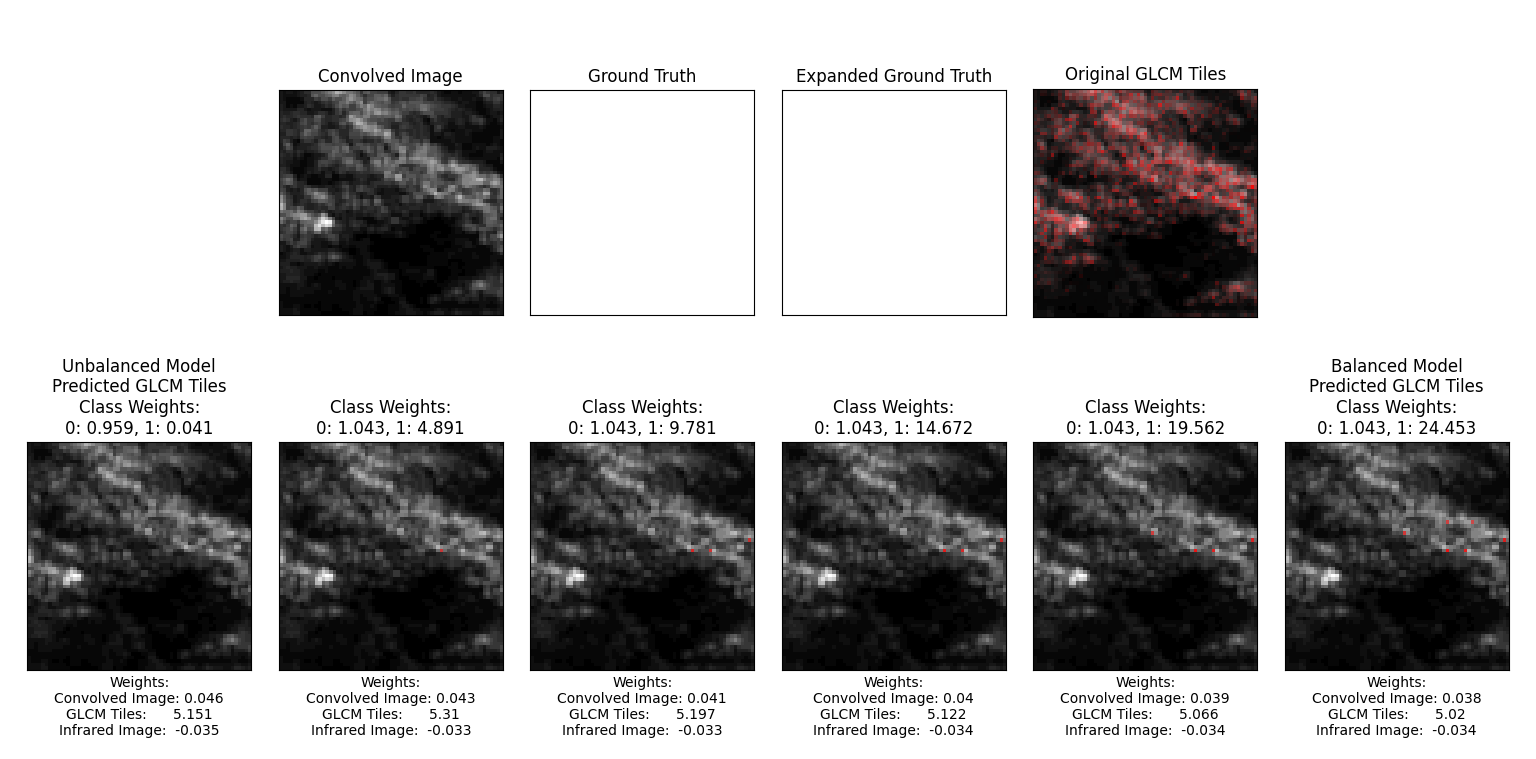 Convolved Image
Ground Truth
Expanded Ground Truth
Original GLCM Tiles
Unbalanced Model
Predicted GLCM Tiles
Class Weights:
0: 0.959, 1: 0.041
Class Weights:
0: 1.043, 1: 4.891
Class Weights:
0: 1.043, 1: 9.781
Class Weights:
0: 1.043, 1: 14.672
Class Weights:
0: 1.043, 1: 19.562
Balanced Model
Predicted GLCM Tiles
Class Weights:
0: 1.043, 1: 24.453
Weights:
Convolved Image: 0.046
GLCM Tiles: 5.151
Infrared Image: -0.035
Weights:
Convolved Image: 0.043
GLCM Tiles: 5.31
Infrared Image: -0.033
Weights:
Convolved Image: 0.041
GLCM Tiles: 5.197
Infrared Image: -0.033
Weights:
Convolved Image: 0.04
GLCM Tiles: 5.122
Infrared Image: -0.034
Weights:
Convolved Image: 0.039
GLCM Tiles: 5.066
Infrared Image: -0.034
Weights:
Convolved Image: 0.038
GLCM Tiles: 5.02
Infrared Image: -0.034